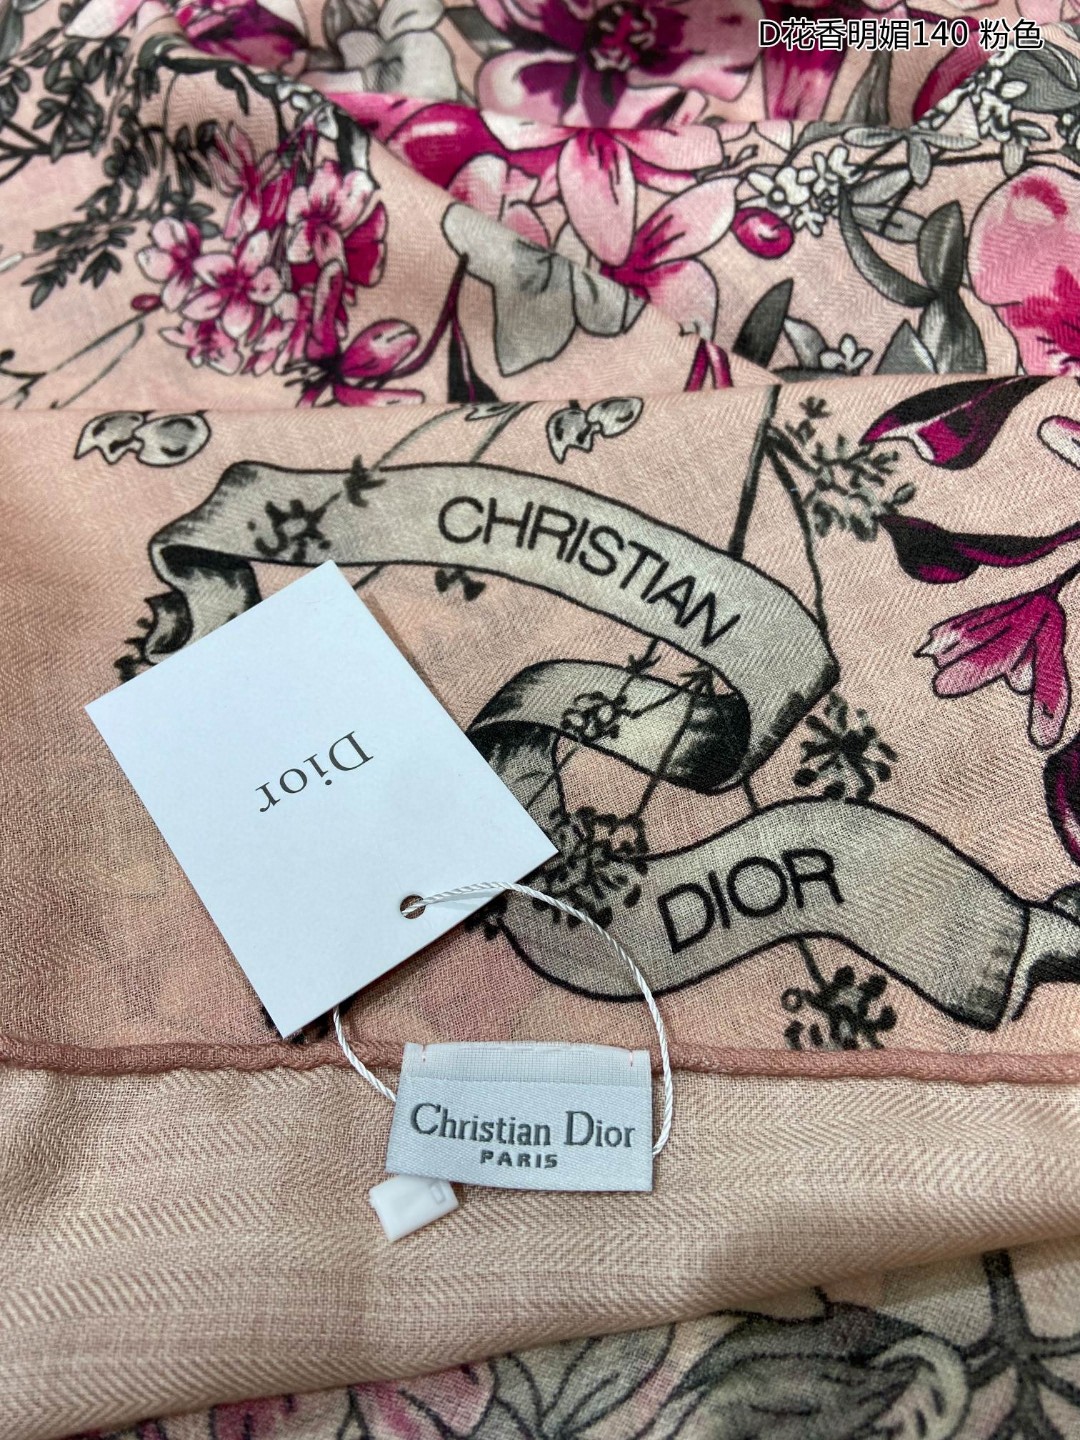 D花香明媚140 粉色
CHRISTIAN
Dior
DIOR
Christian Dior
PARIS